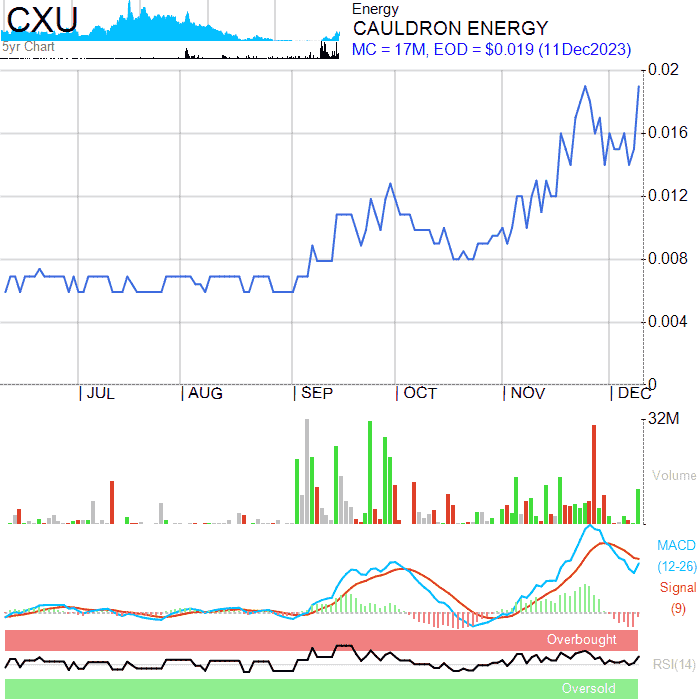 CXU
5yr Chart
Energy
CAULDRON ENERGY
MC = 17M, EOD = $0.019 (11Dec2023)
0.02
0.016
0.012
0.008
0.004
0
JUL AUG SEP OCT NOV DEC
32M
Volume
MACD
(12-26)
Signal
(9)
Overbought
RSI(14)
Oversold